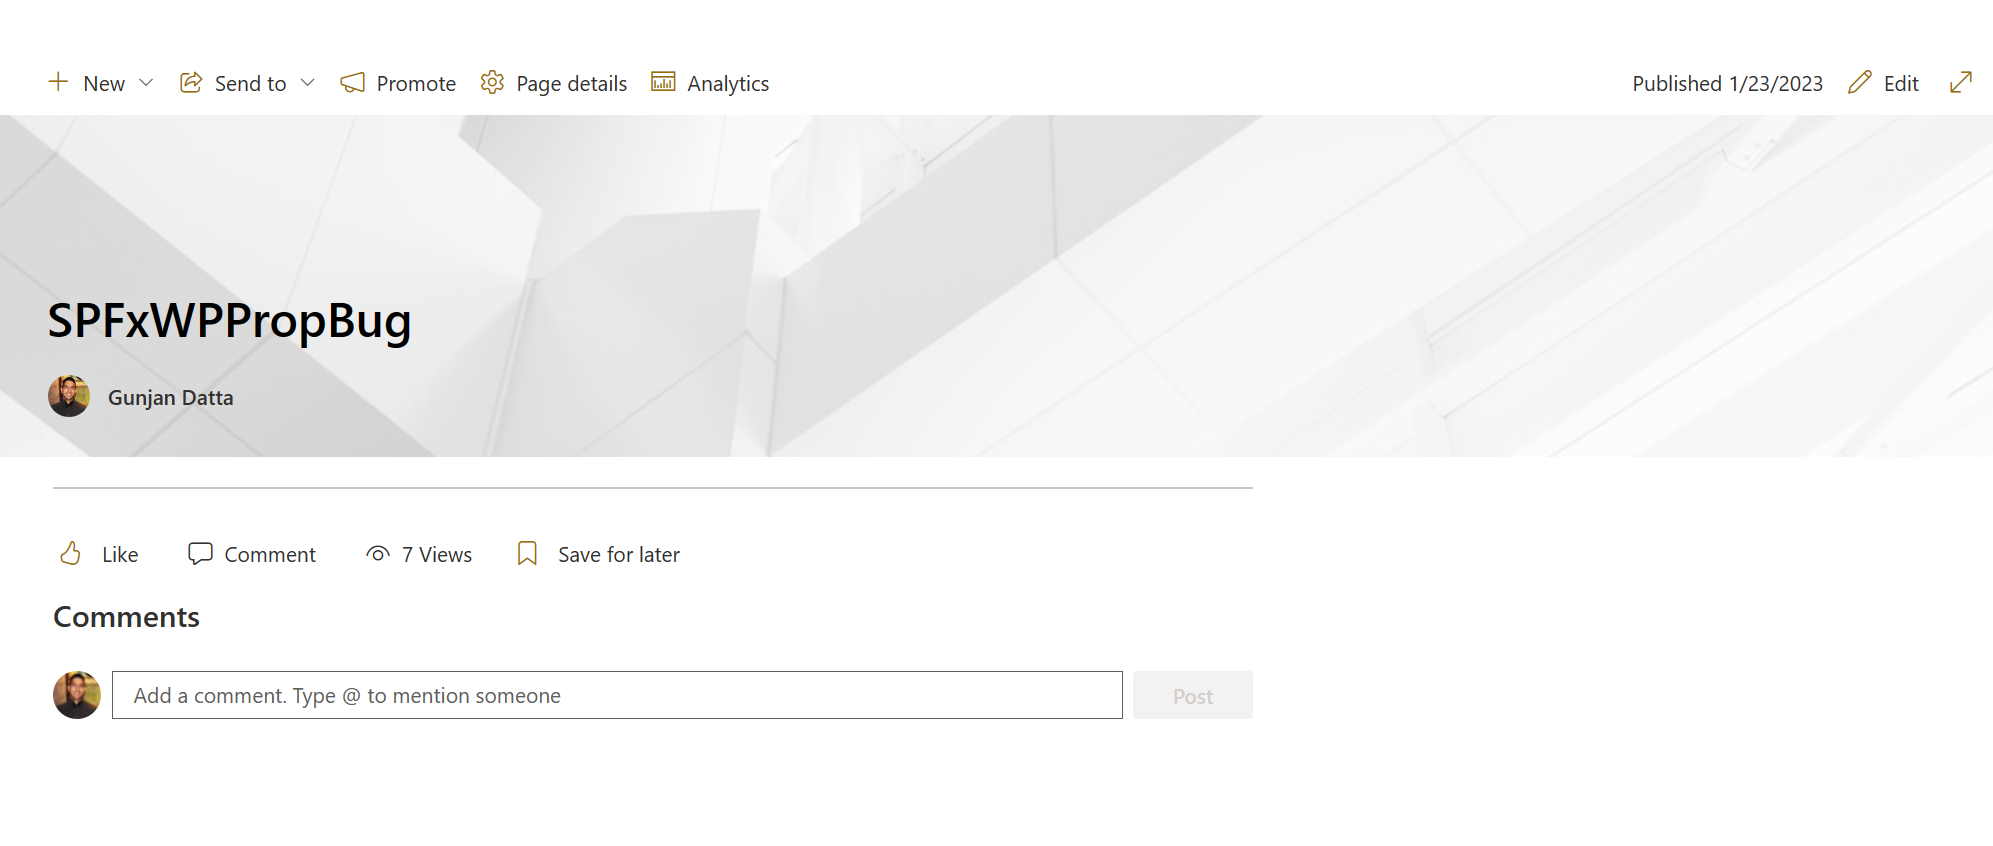 New Send to Promote Page details Analytics Published 1/23/2023 Edit
SPFxWPPropBug
Gunjan Datta
Like Comment 7 Views Save for later
Comments
Add a comment. Type @ to mention someone Post